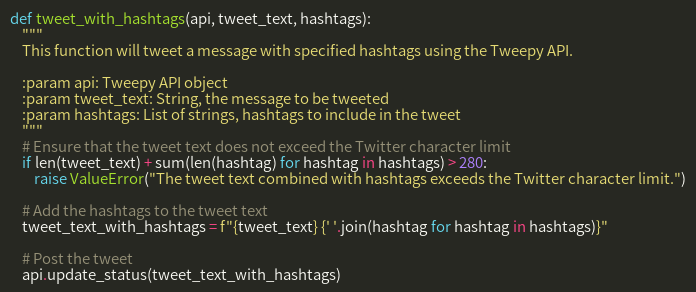 def tweet_with_hashtags(api, tweet_text, hashtags):
    """
    This function will tweet a message with specified hashtags using the Tweepy API.

    :param api: Tweepy API object
    :param tweet_text: String, the message to be tweeted
    :param hashtags: List of strings, hashtags to include in the tweet
    """
    # Ensure that the tweet text does not exceed the Twitter character limit
    if len(tweet_text) + sum(len(hashtag) for hashtag in hashtags) > 280:
        raise ValueError("The tweet text combined with hashtags exceeds the Twitter character limit.")

    # Add the hashtags to the tweet text
    tweet_text_with_hashtags = f"{tweet_text} {' '.join(hashtag for hashtag in hashtags)}"

    # Post the tweet
    api.update_status(tweet_text_with_hashtags)